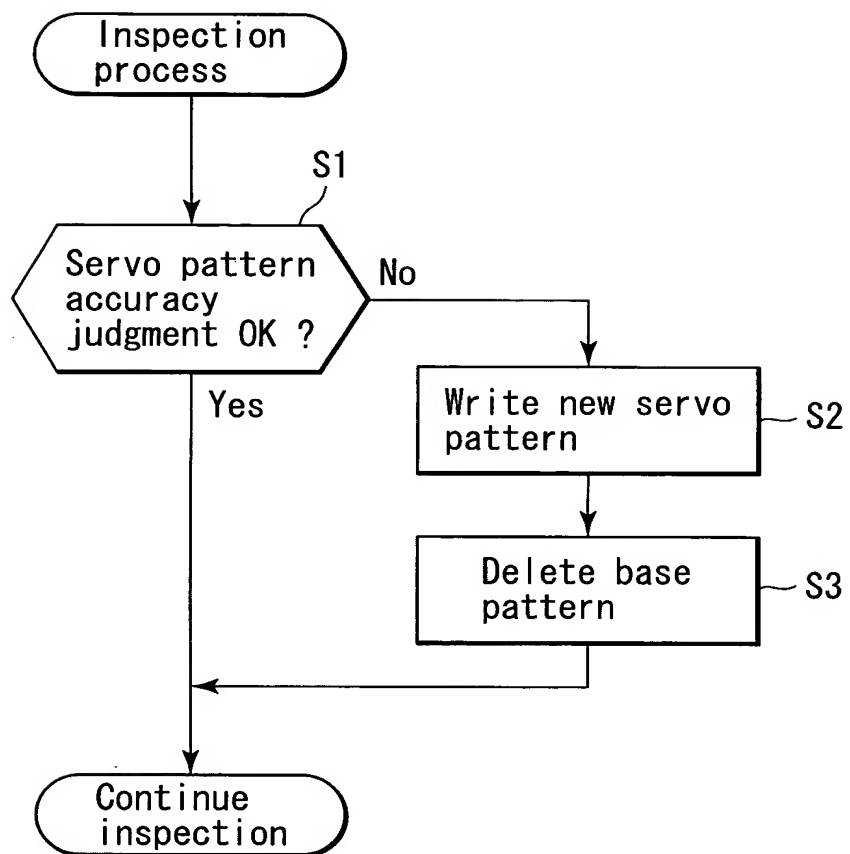 Inspection
process
S1
Servo pattern
accuracy
judgment OK ?
No
Yes
Write new servo
pattern
S2
Delete base
pattern
S3
Continue
inspection